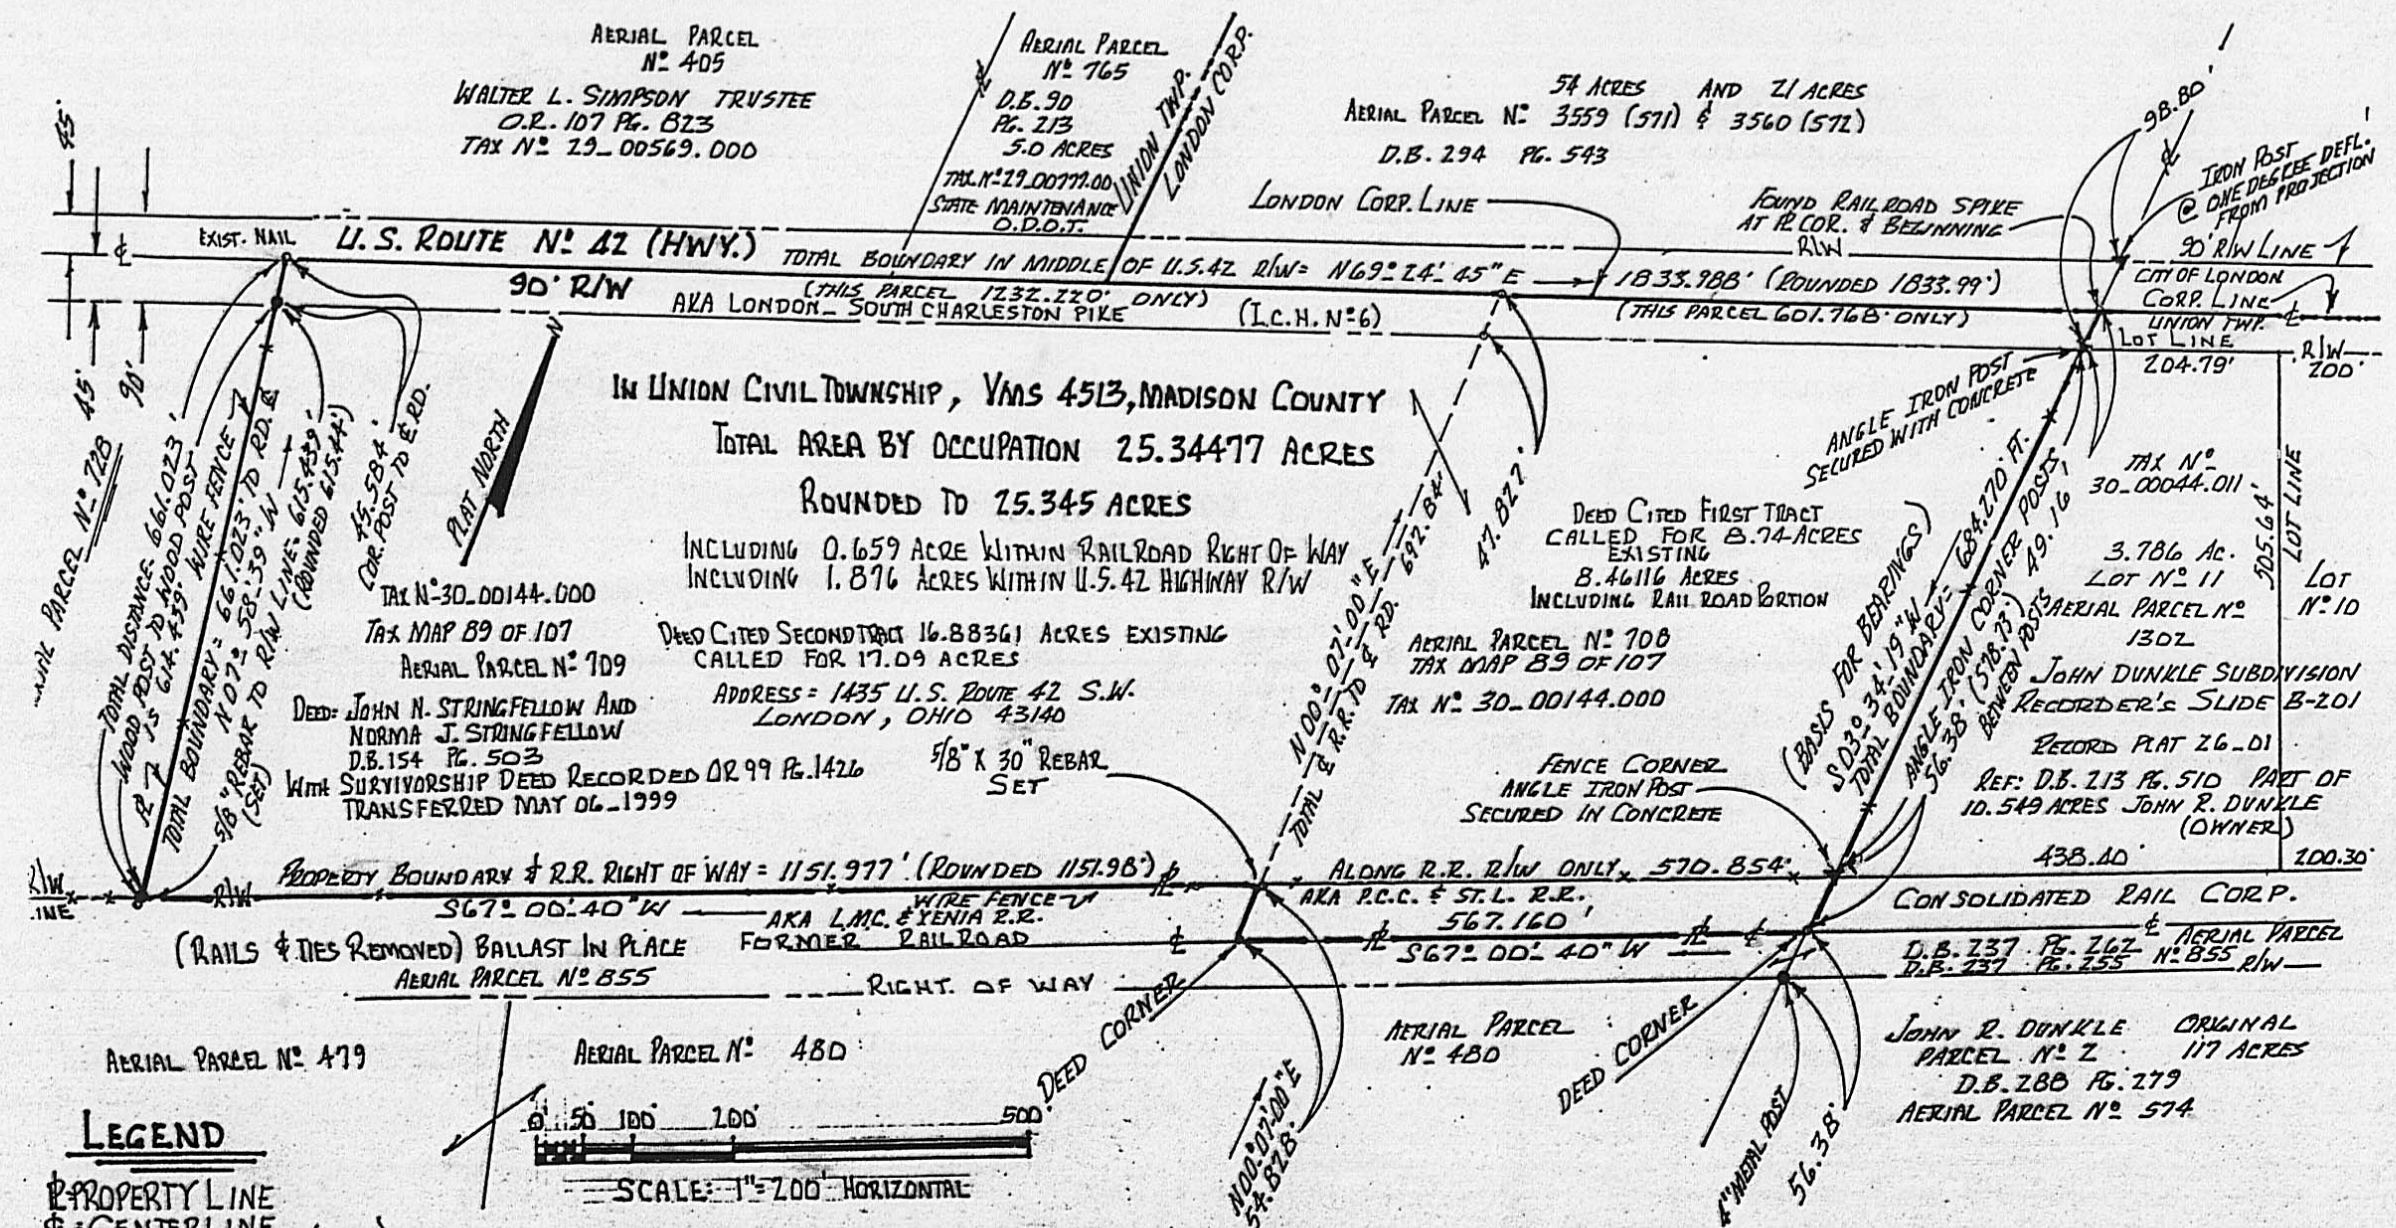 AERIAL PARCEL
Nº 405
WALTER L. SIMPSON TRUSTEE
O.R. 107 PG. 823
TAX Nº 29_00569.000
AERIAL PARCEL
Nº 765
D.B. 90
PG. 213
5.0 ACRES
TAX Nº 29_00777.00
STATE MAINTENANCE
O.D.O.T.
UNION TWP.
LONDON CORP.
54 ACRES AND 21 ACRES
AERIAL PARCEL Nº 3559 (571) & 3560 (572)
D.B. 294 PG. 543
LONDON CORP. LINE
FOUND RAILROAD SPIKE
AT PL COR. & BEGINNING
R/W
98.80'
IRON POST
@ ONE DEGREE DEFL.
FROM PROJECTION
90' R/W LINE
CITY OF LONDON
CORP. LINE
UNION TWP.
LOT LINE
204.79'
R/W
200'
45'
EXIST. NAIL
U.S. ROUTE Nº 42 (HWY.)
TOTAL BOUNDARY IN MIDDLE OF U.S. 42 R/W = N69º-24'-45"E
1833.988' (ROUNDED 1833.99')
90' R/W
(THIS PARCEL 1232.220' ONLY)
(THIS PARCEL 601.768' ONLY)
AKA LONDON_SOUTH CHARLESTON PIKE
(I.C.H. Nº 6)
45'
90'
PARCEL Nº 728
TOTAL DISTANCE. 661.023'
WOOD POST TO WOOD POST
IS 614.439' WIRE FENCE
PL
TOTAL BOUNDARY = 661.023' TO RD. CL
N07º-58'-39"W
5/8" REBAR TO R/W LINE: 615.439'
(SET)
(ROUNDED 615.44')
45.584'
COR. POST TO CL RD.
PLAT NORTH
N
IN UNION CIVIL TOWNSHIP, VMS 4513, MADISON COUNTY
TOTAL AREA BY OCCUPATION 25.34477 ACRES
ROUNDED TO 25.345 ACRES
INCLUDING 0.659 ACRE WITHIN RAILROAD RIGHT OF WAY
INCLUDING 1.876 ACRES WITHIN U.S. 42 HIGHWAY R/W
TAX Nº 30_00144.000
TAX MAP 89 OF 107
AERIAL PARCEL Nº 709
DEED CITED SECOND TRACT 16.88361 ACRES EXISTING
CALLED FOR 17.09 ACRES
ADDRESS = 1435 U.S. ROUTE 42 S.W.
LONDON, OHIO 43140
DEED: JOHN N. STRINGFELLOW AND
NORMA J. STRINGFELLOW
D.B. 154 PG. 503
WITH SURVIVORSHIP DEED RECORDED OR 99 PG. 1426
TRANSFERRED MAY 06_1999
5/8" X 30" REBAR
SET
N00º-07'-00"E
692.84'
TOTAL CL R.R. TO CL RD.
47.827'
DEED CITED FIRST TRACT
CALLED FOR 8.74-ACRES
EXISTING
8.46116 ACRES
INCLUDING RAIL ROAD PORTION
AERIAL PARCEL Nº 708
TAX MAP 89 OF 107
TAX Nº 30_00144.000
FENCE CORNER
ANGLE IRON POST
SECURED IN CONCRETE
ANGLE IRON POST
SECURED WITH CONCRETE
(BASIS FOR BEARINGS)
S03º-34'-19"W
TOTAL BOUNDARY = 684.270 FT.
ANGLE IRON CORNER POSTS
56.38' (578.73') 49.16'
BETWEEN POSTS
TAX Nº
30_00044.011
3.786 AC.
LOT Nº 11
AERIAL PARCEL Nº
1302
505.64'
LOT LINE
LOT
Nº 10
JOHN DUNKLE SUBDIVISION
RECORDER'S SLIDE B-201
RECORD PLAT 26_01
REF: D.B. 213 PG. 510 PART OF
10.549 ACRES JOHN R. DUNKLE
(OWNER)
438.40'
200.30'
R/W
LINE
R/W
PROPERTY BOUNDARY & R.R. RIGHT OF WAY = 1151.977' (ROUNDED 1151.98') PL
ALONG R.R. R/W ONLY 570.854'
S67º 00'-40"W
WIRE FENCE
AKA L.M.C. & XENIA R.R.
AKA P.C.C. & ST. L. R.R.
567.160'
CONSOLIDATED RAIL CORP.
(RAILS & TIES REMOVED) BALLAST IN PLACE
FORMER RAILROAD
S67º 00'-40"W
D.B. 237 PG. 262
D.B. 237 PG. 255
AERIAL PARCEL
Nº 855
R/W
AERIAL PARCEL Nº 855
RIGHT OF WAY
DEED CORNER
DEED CORNER
AERIAL PARCEL Nº 479
AERIAL PARCEL Nº 480
AERIAL PARCEL
Nº 480
JOHN R. DUNKLE ORIGINAL
PARCEL Nº 2 117 ACRES
D.B. 288 PG. 279
AERIAL PARCEL Nº 574
N00º-07'-00"E
54.828'
4" METAL POST
56.38'
LEGEND
PL=PROPERTY LINE
CL=CENTERLINE
0' 50' 100' 200' 500'
SCALE: 1"=200' HORIZONTAL